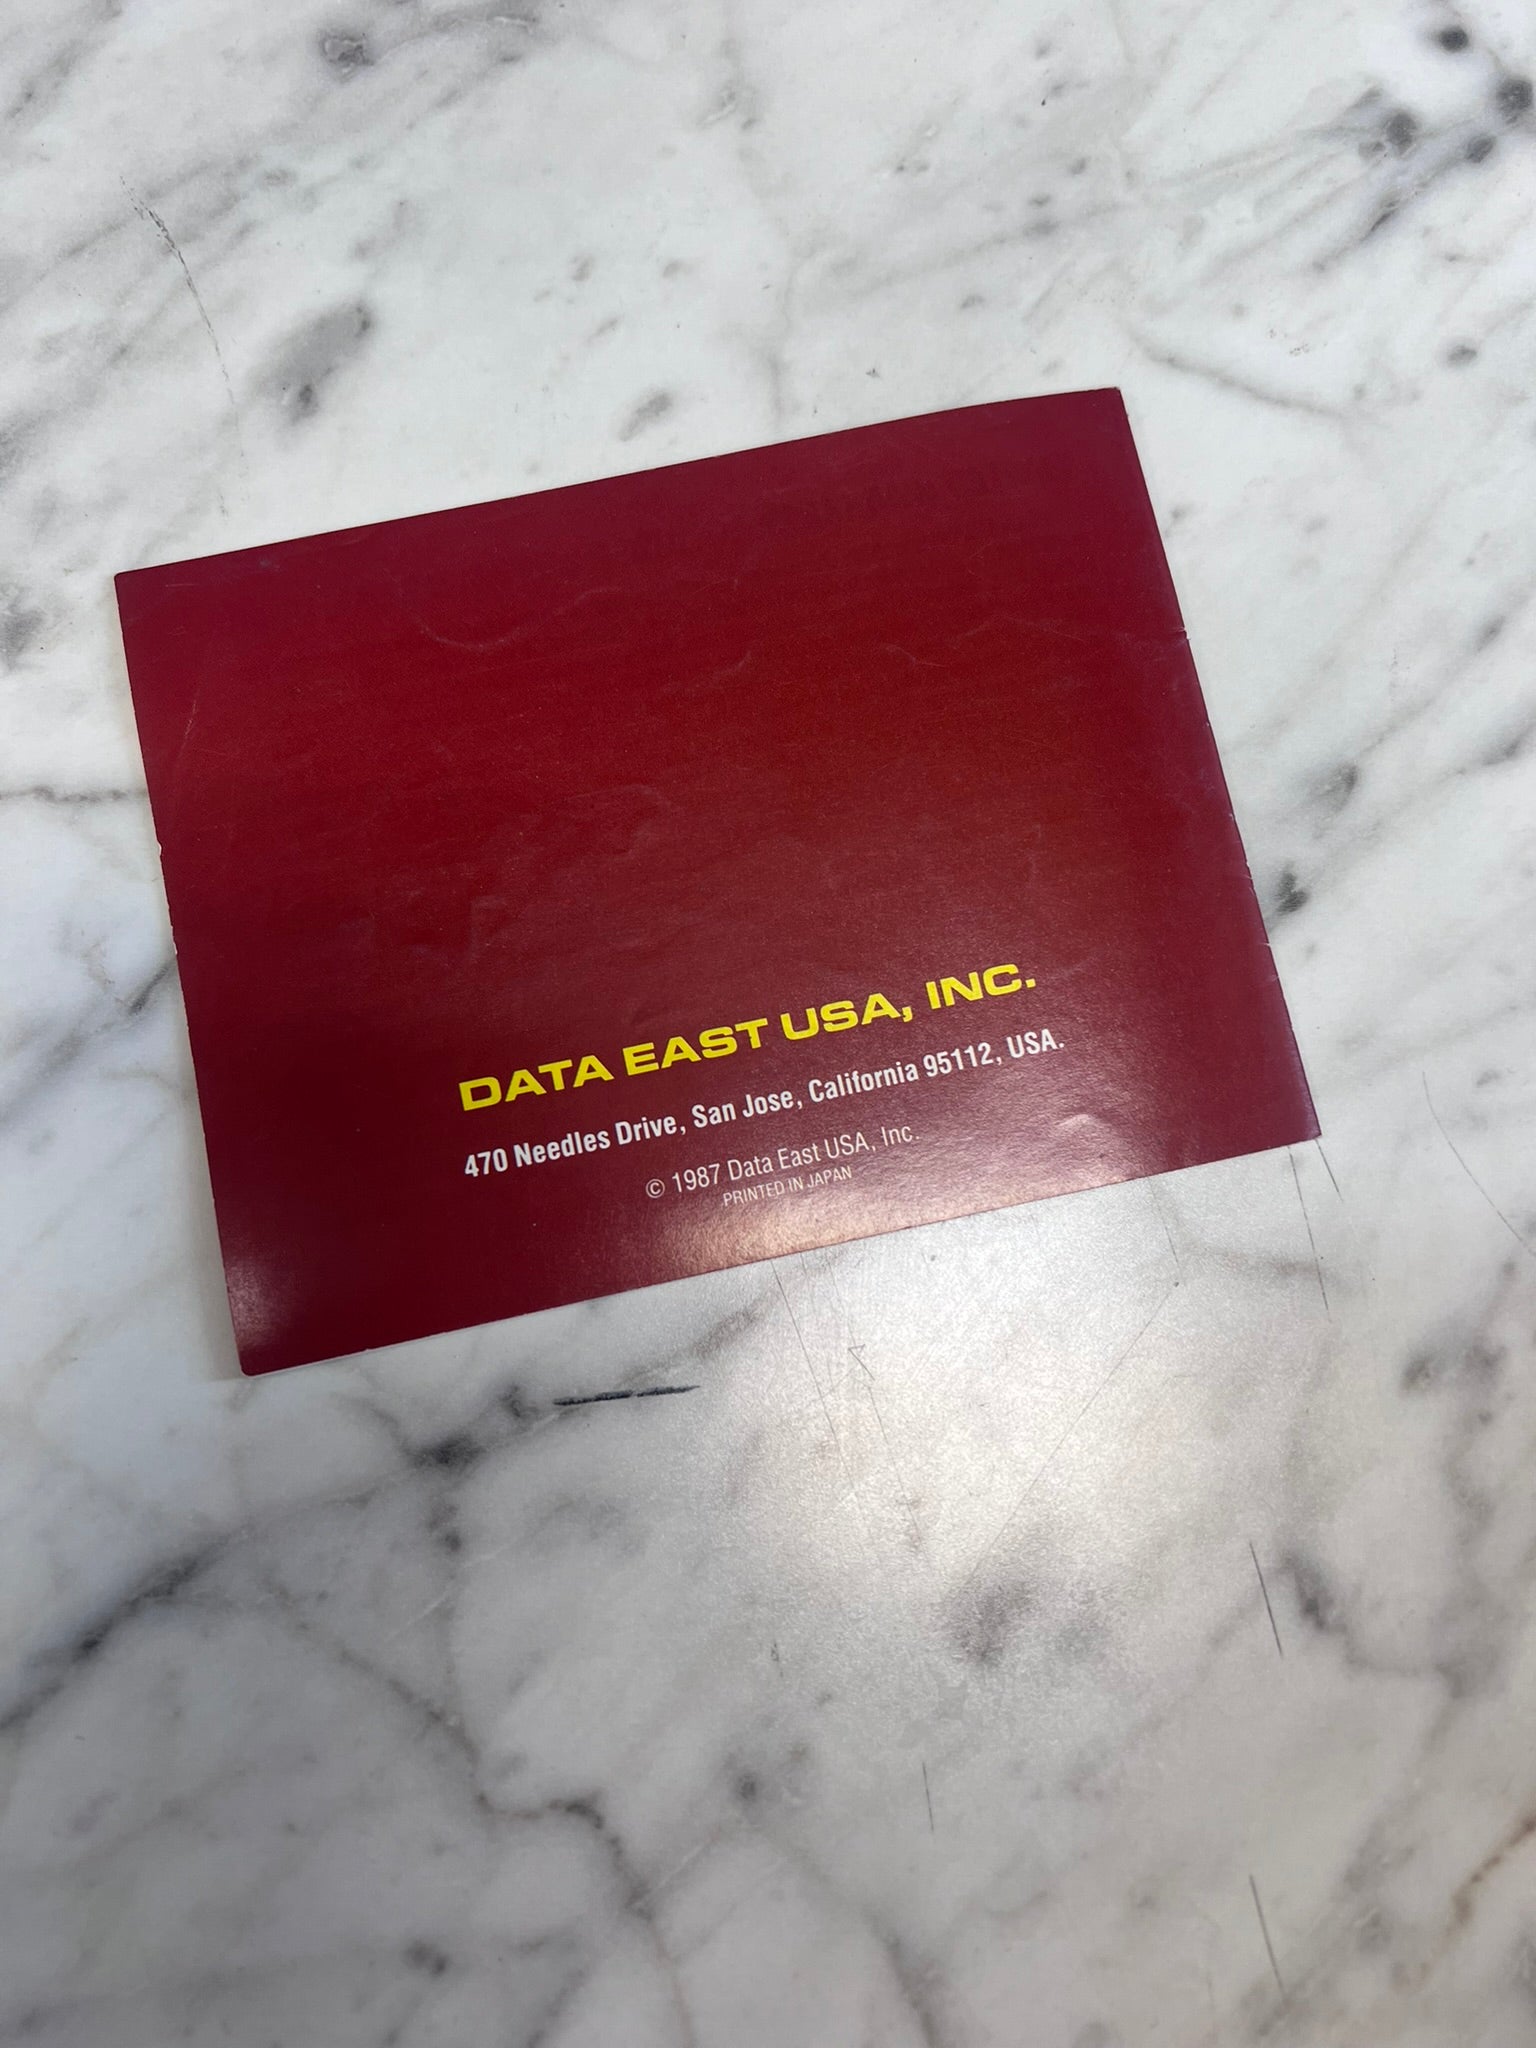 DATA EAST USA, INC.
470 Needles Drive, San Jose, California 95112, USA.
© 1987 Data East USA, Inc.
PRINTED IN JAPAN